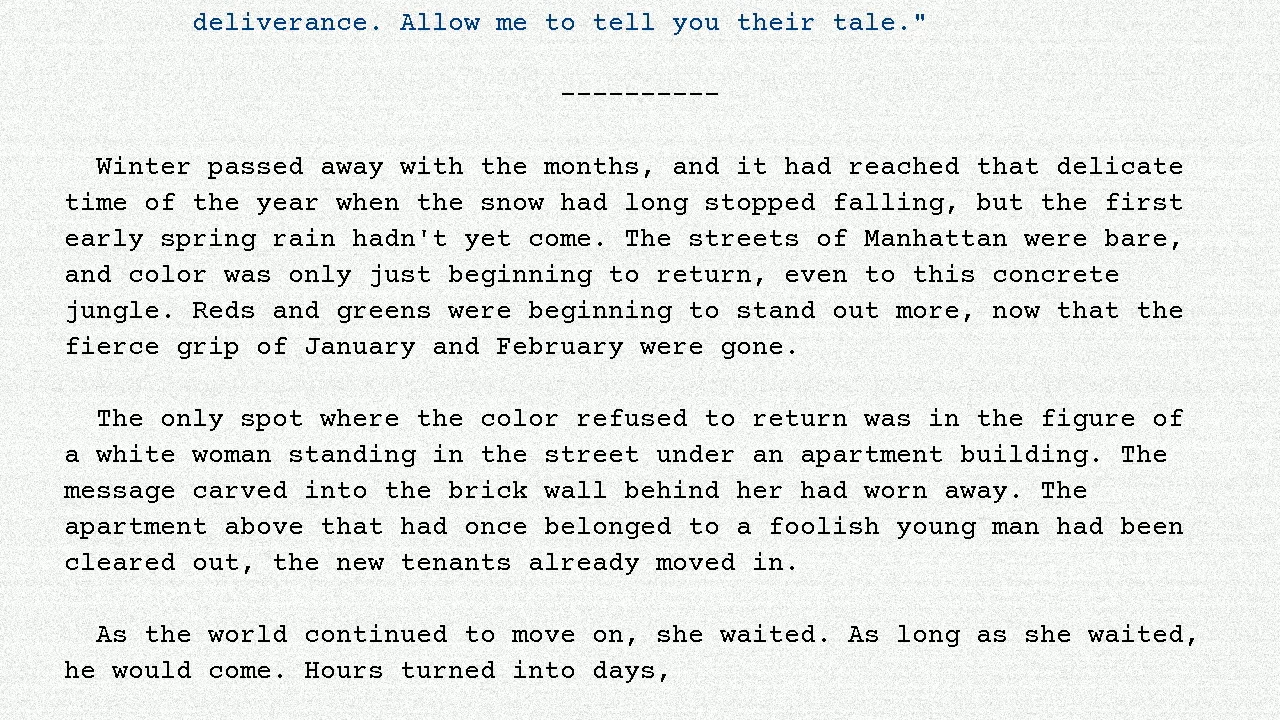 deliverance. Allow me to tell you their tale."
----------
Winter passed away with the months, and it had reached that delicate
time of the year when the snow had long stopped falling, but the first
early spring rain hadn't yet come. The streets of Manhattan were bare,
and color was only just beginning to return, even to this concrete
jungle. Reds and greens were beginning to stand out more, now that the
fierce grip of January and February were gone.
The only spot where the color refused to return was in the figure of
a white woman standing in the street under an apartment building. The
message carved into the brick wall behind her had worn away. The
apartment above that had once belonged to a foolish young man had been
cleared out, the new tenants already moved in.
As the world continued to move on, she waited. As long as she waited,
he would come. Hours turned into days,